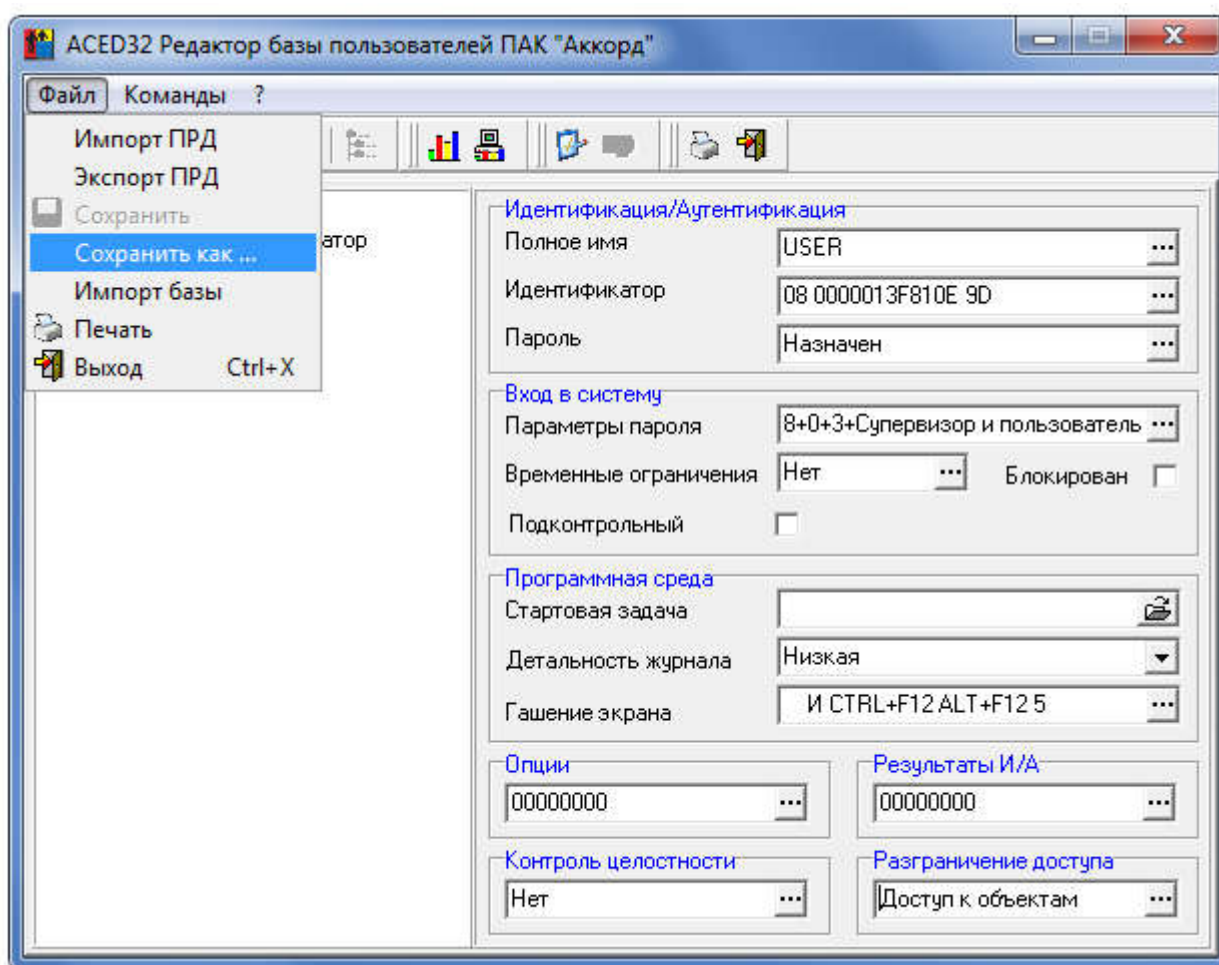 ACED32 Редактор базы пользователей ПАК "Аккорд"
Файл Команды ?
Импорт ПРД
Экспорт ПРД
Сохранить
Сохранить как ...
Импорт базы
Печать
Выход Ctrl+X
атор
Идентификация/Аутентификация
Полное имя USER ...
Идентификатор 08 0000013F810E 9D ...
Пароль Назначен ...
Вход в систему
Параметры пароля 8+0+3+Супервизор и пользователь ...
Временные ограничения Нет ... Блокирован
Подконтрольный
Программная среда
Стартовая задача
Детальность журнала Низкая
Гашение экрана И CTRL+F12 ALT+F12 5 ...
Опции Результаты И/А
00000000 ... 00000000 ...
Контроль целостности Разграничение доступа
Нет ... Доступ к объектам ...